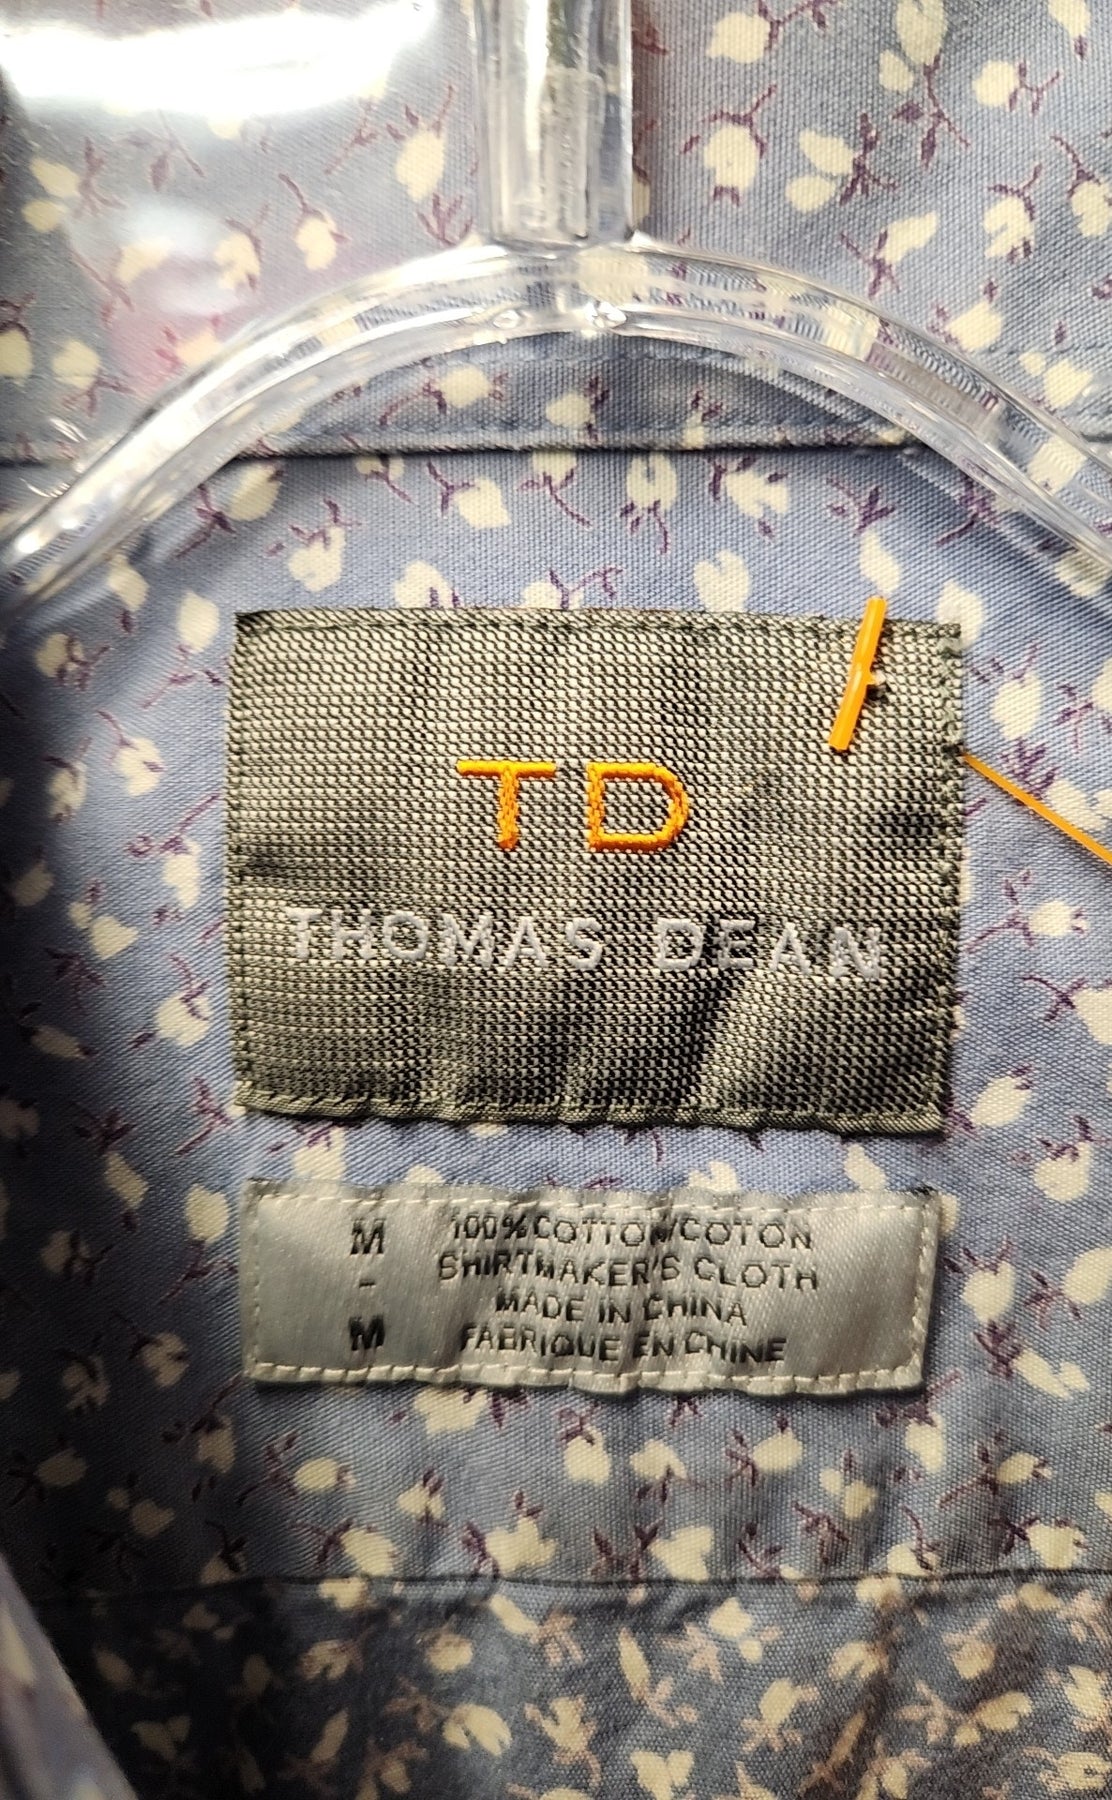 TD
THOMAS DEAN
M 100% COTTON/COTON
- SHIRTMAKER'S CLOTH
MADE IN CHINA
M FABRIQUE EN CHINE